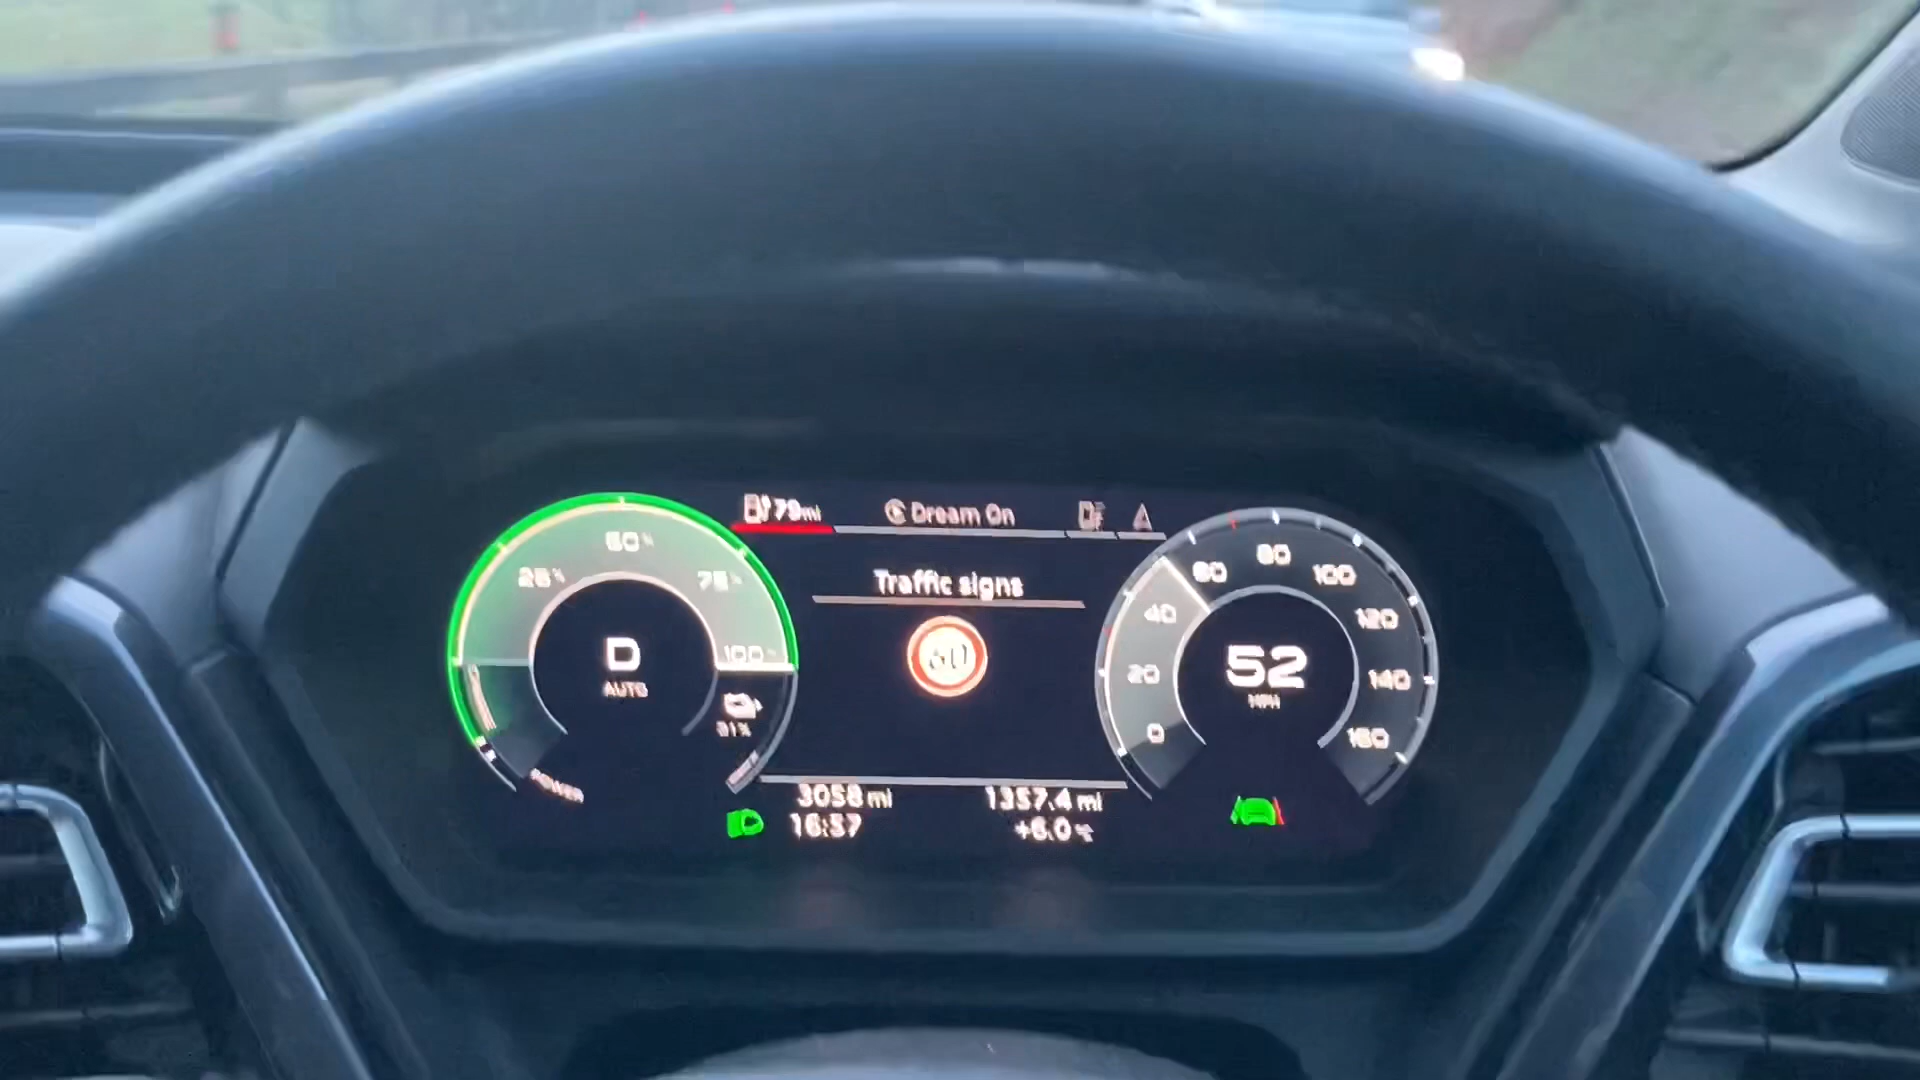 79mi
Dream On
Traffic signs
25%
50%
75%
100%
D
AUTO
POWER
0
20
40
60
80
100
120
140
160
52
MPH
3058 mi
1357.4 mi
16:57
+6.0 °C